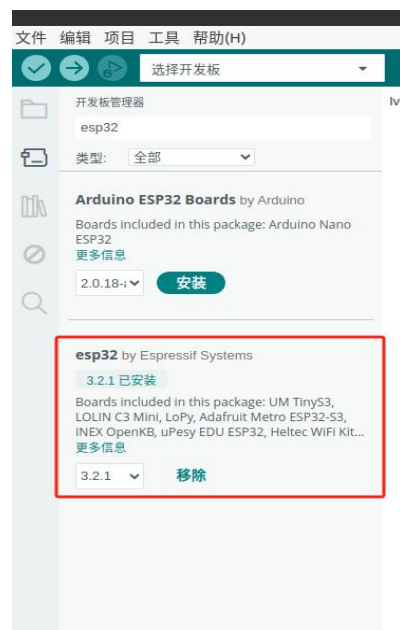 文件 编辑 项目 工具 帮助(H)
选择开发板
开发板管理器
esp32
类型: 全部
Arduino ESP32 Boards by Arduino
Boards included in this package: Arduino Nano
ESP32
更多信息
2.0.18-
安装
esp32 by Espressif Systems
3.2.1 已安装
Boards included in this package: UM TinyS3,
LOLIN C3 Mini, LoPy, Adafruit Metro ESP32-S3,
INEX OpenKB, uPesy EDU ESP32, Heltec WiFi Kit...
更多信息
3.2.1
移除